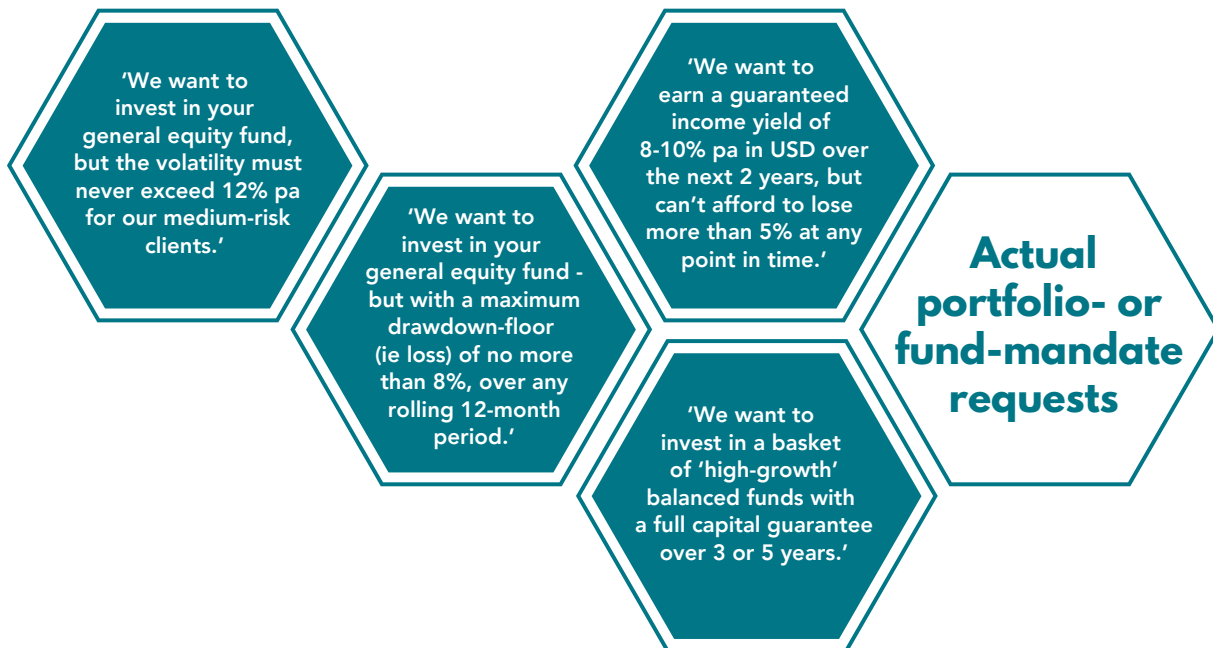 ‘We want to
invest in your
general equity fund,
but the volatility must
never exceed 12% pa
for our medium-risk
clients.’
‘We want to
invest in your
general equity fund -
but with a maximum
drawdown-floor
(ie loss) of no more
than 8%, over any
rolling 12-month
period.’
‘We want to
earn a guaranteed
income yield of
8-10% pa in USD over
the next 2 years, but
can’t afford to lose
more than 5% at any
point in time.’
‘We want to
invest in a basket
of ‘high-growth’
balanced funds with
a full capital guarantee
over 3 or 5 years.’
Actual
portfolio- or
fund-mandate
requests